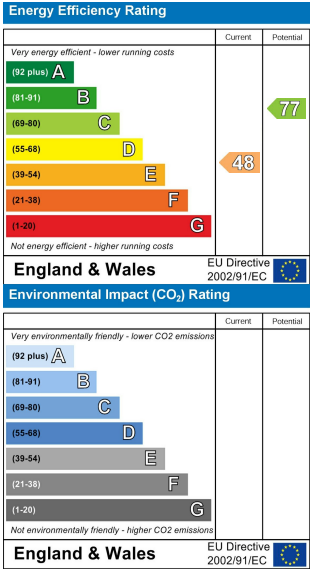 Energy Efficiency Rating
Current Potential
Very energy efficient - lower running costs
(92 plus) A
(81-91) B
(69-80) C
(55-68) D
(39-54) E
(21-38) F
(1-20) G
77
48
Not energy efficient - higher running costs
England & Wales
EU Directive
2002/91/EC
Environmental Impact (CO₂) Rating
Current Potential
Very environmentally friendly - lower CO2 emissions
(92 plus) A
(81-91) B
(69-80) C
(55-68) D
(39-54) E
(21-38) F
(1-20) G
Not environmentally friendly - higher CO2 emissions
England & Wales
EU Directive
2002/91/EC